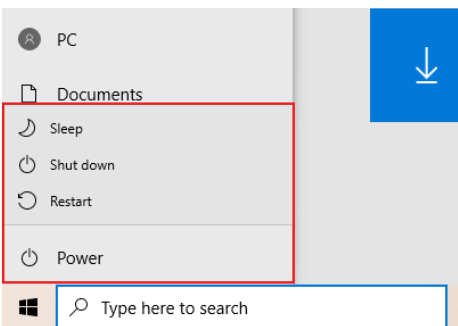 PC
Documents
Sleep
Shut down
Restart
Power
Type here to search